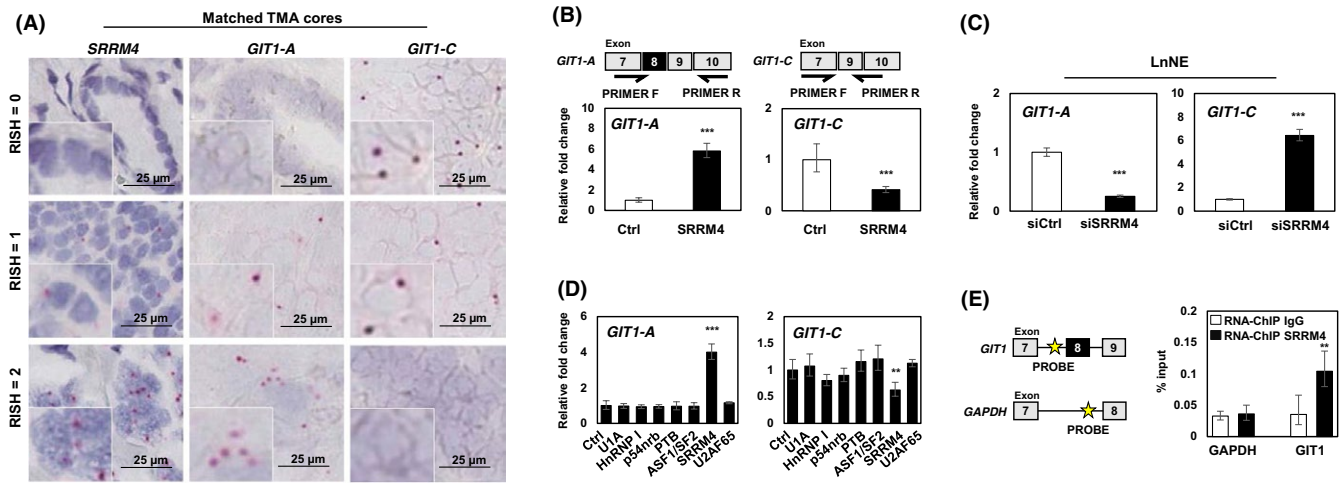 (A)
Matched TMA cores
SRRM4 GIT1-A GIT1-C
RISH = 0
25 µm 25 µm 25 µm
RISH = 1
25 µm 25 µm 25 µm
RISH = 2
25 µm 25 µm 25 µm
(B)
Exon
GIT1-A 7 8 9 10
PRIMER F PRIMER R
Exon
GIT1-C 7 9 10
PRIMER F PRIMER R
Relative fold change
10
8
6
4
2
0
GIT1-A
***
Ctrl SRRM4
2
1
0
GIT1-C
***
Ctrl SRRM4
(C)
LnNE
Relative fold change
2
1
0
GIT1-A
***
siCtrl siSRRM4
10
8
6
4
2
0
GIT1-C
***
siCtrl siSRRM4
(D)
Relative fold change
6
4
2
0
GIT1-A
***
Ctrl
U1A
HnRNP I
p54nrb
PTB
ASF1/SF2
SRRM4
U2AF65
2
1.5
1
0.5
0
GIT1-C
**
Ctrl
U1A
HnRNP I
p54nrb
PTB
ASF1/SF2
SRRM4
U2AF65
(E)
Exon
GIT1 7 8 9
PROBE
Exon
GAPDH 7 8
PROBE
% input
0.2
0.15
0.1
0.05
0
RNA-ChIP IgG
RNA-ChIP SRRM4
**
GAPDH GIT1